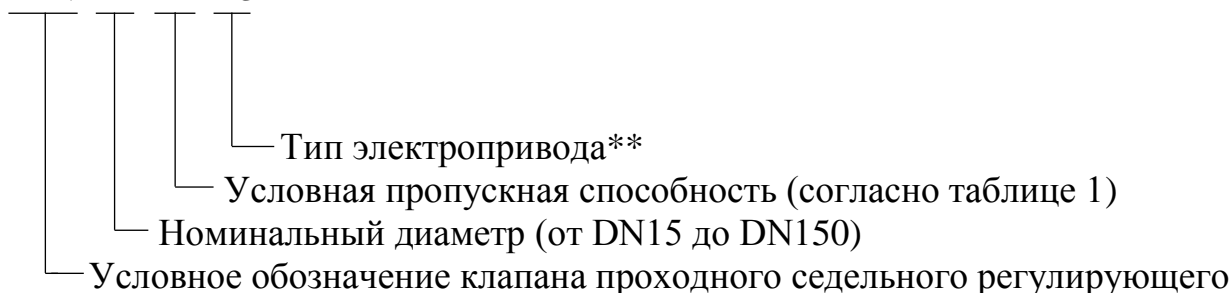 Тип электропривода**
Условная пропускная способность (согласно таблице 1)
Номинальный диаметр (от DN15 до DN150)
Условное обозначение клапана проходного седельного регулирующего